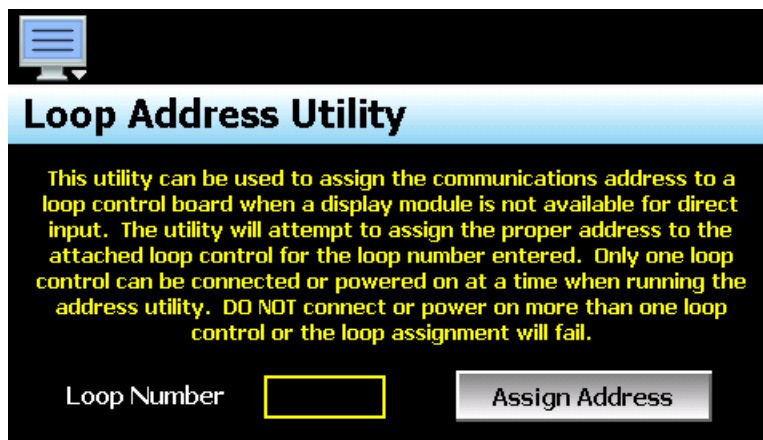 Loop Address Utility
This utility can be used to assign the communications address to a
loop control board when a display module is not available for direct
input. The utility will attempt to assign the proper address to the
attached loop control for the loop number entered. Only one loop
control can be connected or powered on at a time when running the
address utility. DO NOT connect or power on more than one loop
control or the loop assignment will fail.
Loop Number
Assign Address